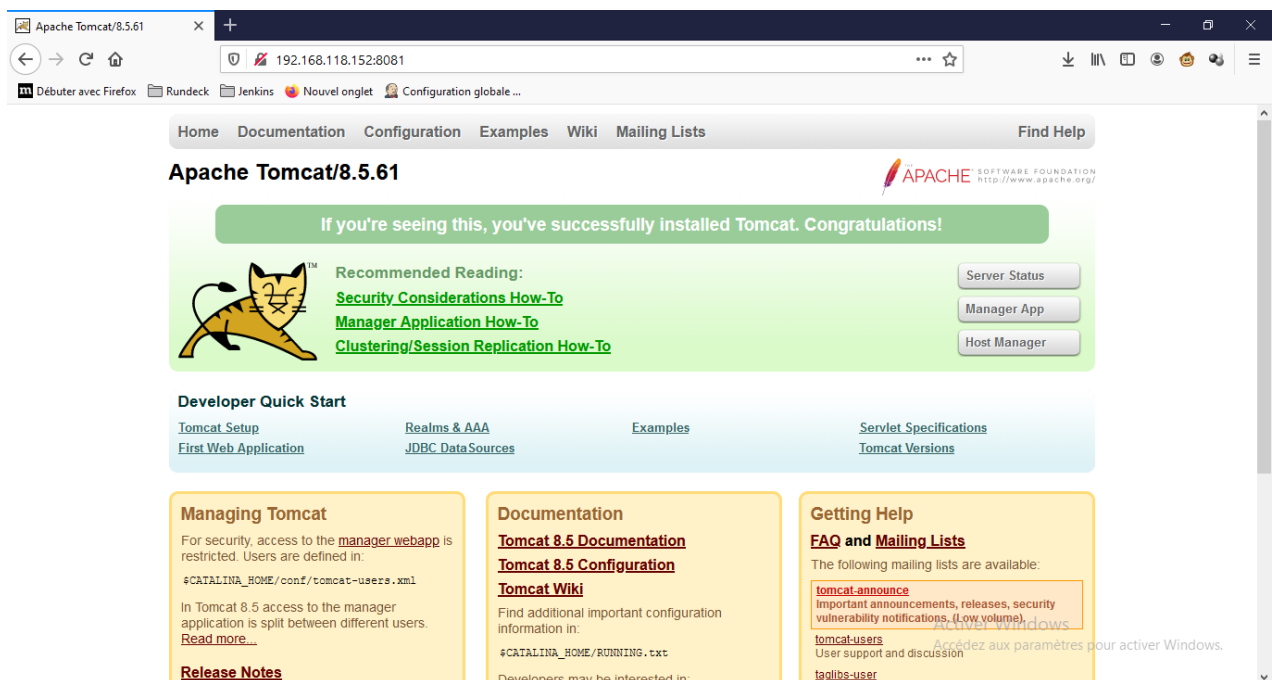 Apache Tomcat/8.5.61
192.168.118.152:8081
Débuter avec Firefox Rundeck Jenkins Nouvel onglet Configuration globale ...
Home Documentation Configuration Examples Wiki Mailing Lists Find Help
Apache Tomcat/8.5.61
THE APACHE SOFTWARE FOUNDATION
http://www.apache.org/
If you're seeing this, you've successfully installed Tomcat. Congratulations!
TM
Recommended Reading:
Security Considerations How-To
Manager Application How-To
Clustering/Session Replication How-To
Server Status
Manager App
Host Manager
Developer Quick Start
Tomcat Setup
First Web Application
Realms & AAA
JDBC DataSources
Examples
Servlet Specifications
Tomcat Versions
Managing Tomcat
For security, access to the manager webapp is
restricted. Users are defined in:
$CATALINA_HOME/conf/tomcat-users.xml
In Tomcat 8.5 access to the manager
application is split between different users.
Read more...
Release Notes
Documentation
Tomcat 8.5 Documentation
Tomcat 8.5 Configuration
Tomcat Wiki
Find additional important configuration
information in:
$CATALINA_HOME/RUNNING.txt
Developers may be interested in:
Getting Help
FAQ and Mailing Lists
The following mailing lists are available:
tomcat-announce
Important announcements, releases, security
vulnerability notifications. (Low volume).
tomcat-users
User support and discussion
taglibs-user
Activer Windows
Accédez aux paramètres pour activer Windows.